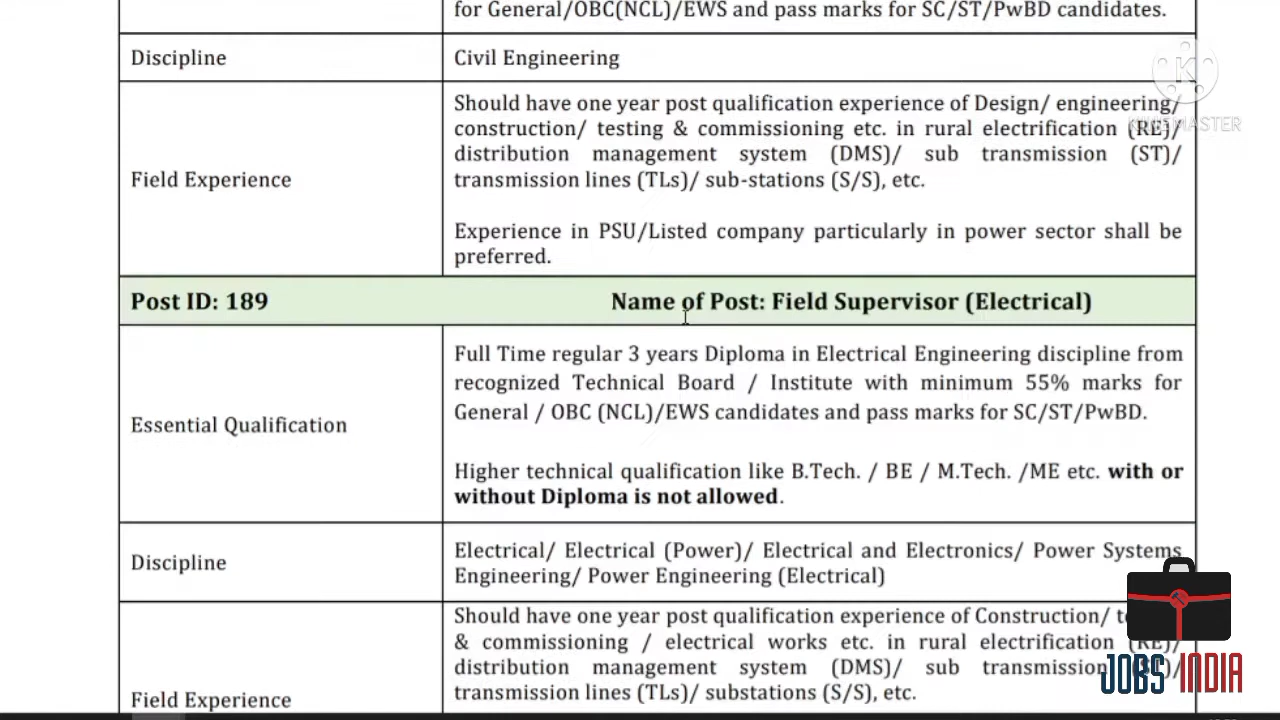 for General/OBC(NCL)/EWS and pass marks for SC/ST/PwBD candidates.
Discipline
Civil Engineering
Field Experience
Should have one year post qualification experience of Design/ engineering/
construction/ testing & commissioning etc. in rural electrification (RE)/
distribution management system (DMS)/ sub transmission (ST)/
transmission lines (TLs)/ sub-stations (S/S), etc.
Experience in PSU/Listed company particularly in power sector shall be
preferred.
K
KINEMASTER
Post ID: 189
Name of Post: Field Supervisor (Electrical)
Essential Qualification
Full Time regular 3 years Diploma in Electrical Engineering discipline from
recognized Technical Board / Institute with minimum 55% marks for
General / OBC (NCL)/EWS candidates and pass marks for SC/ST/PwBD.
Higher technical qualification like B.Tech. / BE / M.Tech. /ME etc. with or
without Diploma is not allowed.
Discipline
Electrical/ Electrical (Power)/ Electrical and Electronics/ Power Systems
Engineering/ Power Engineering (Electrical)
Field Experience
Should have one year post qualification experience of Construction/
& commissioning / electrical works etc. in rural electrification (RE)/
distribution management system (DMS)/ sub transmission
transmission lines (TLs)/ substations (S/S), etc.
JOBS INDIA